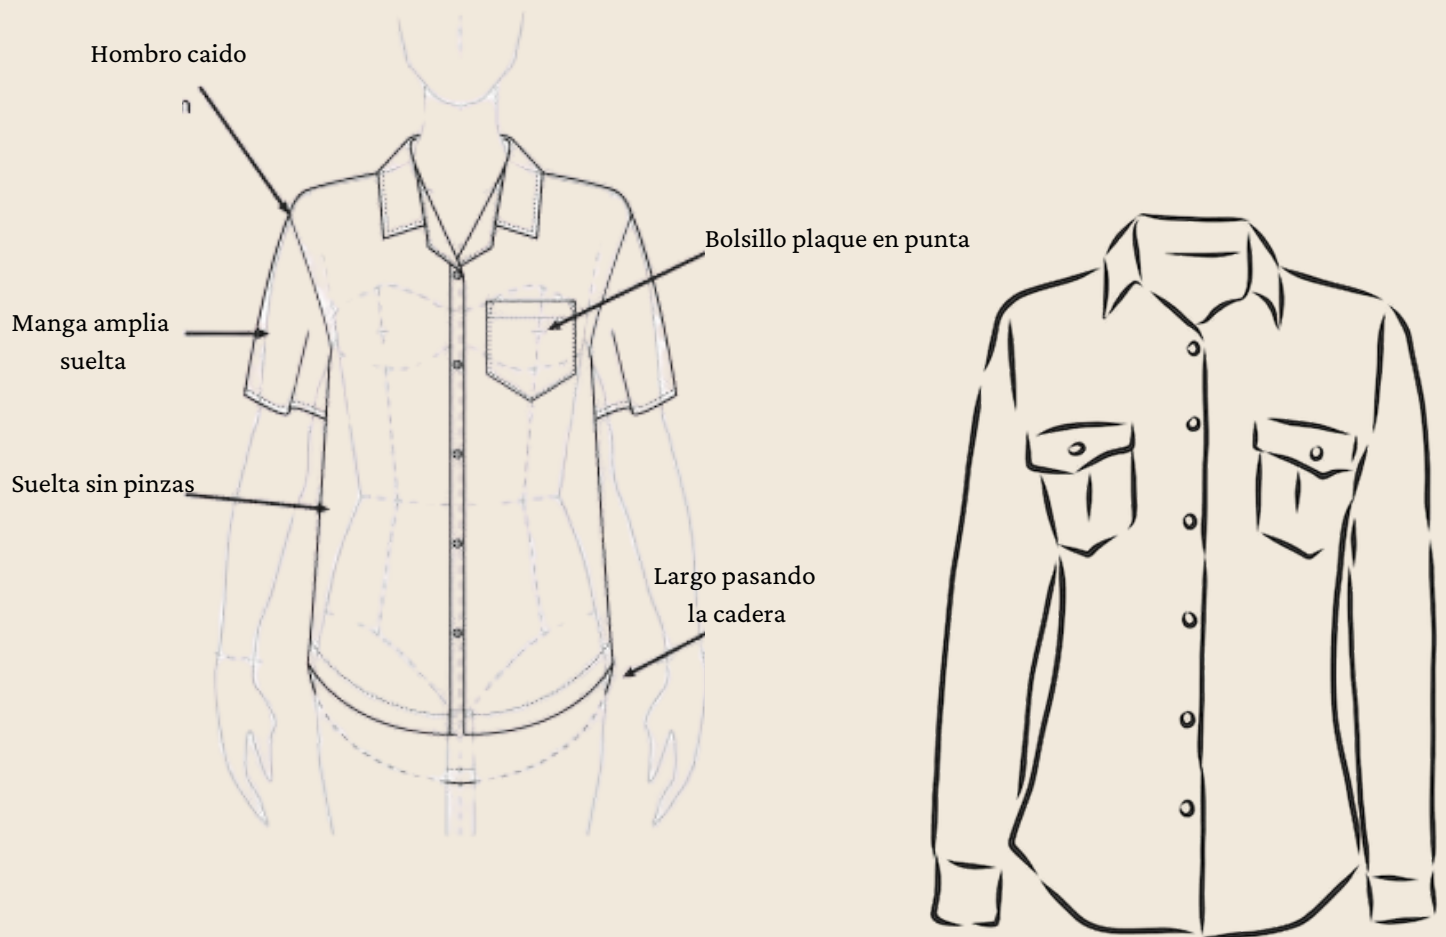 Hombro caido
n
Bolsillo plaque en punta
Manga amplia
suelta
Suelta sin pinzas
Largo pasando
la cadera